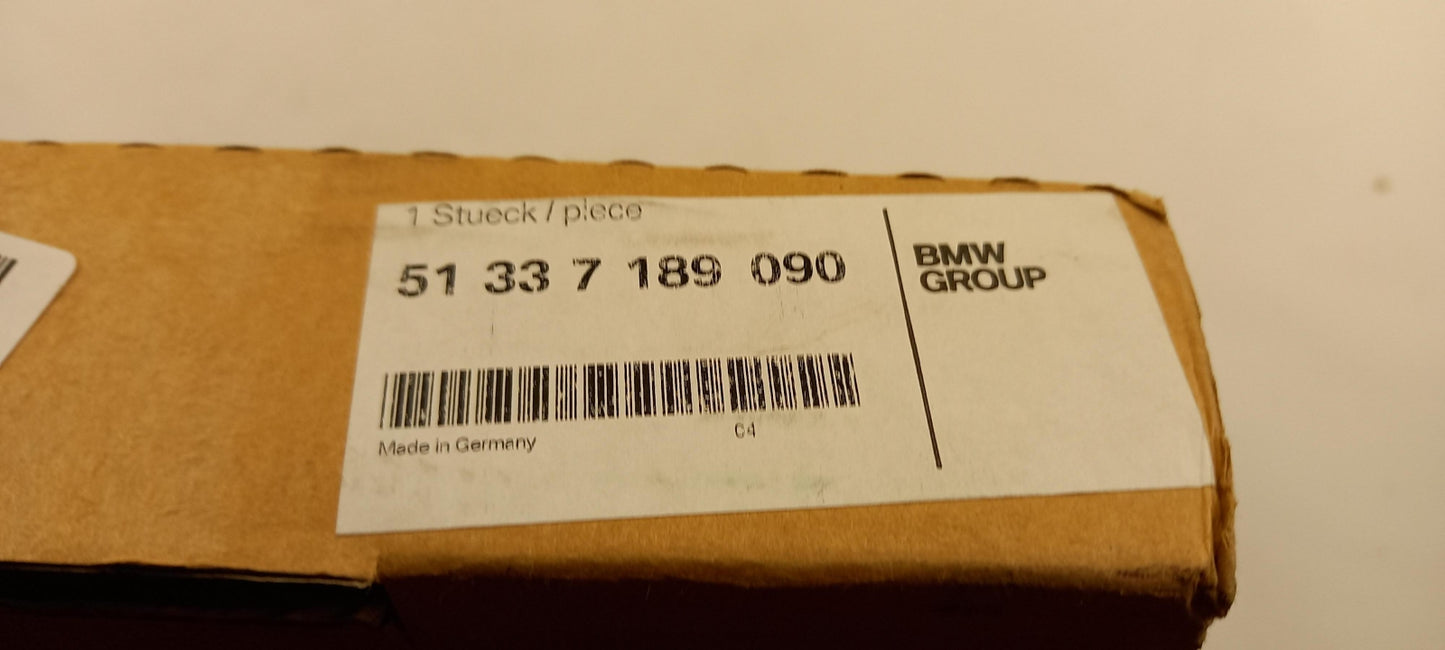 1 Stueck / piece
51 33 7 189 090
BMW
GROUP
Made in Germany
C4